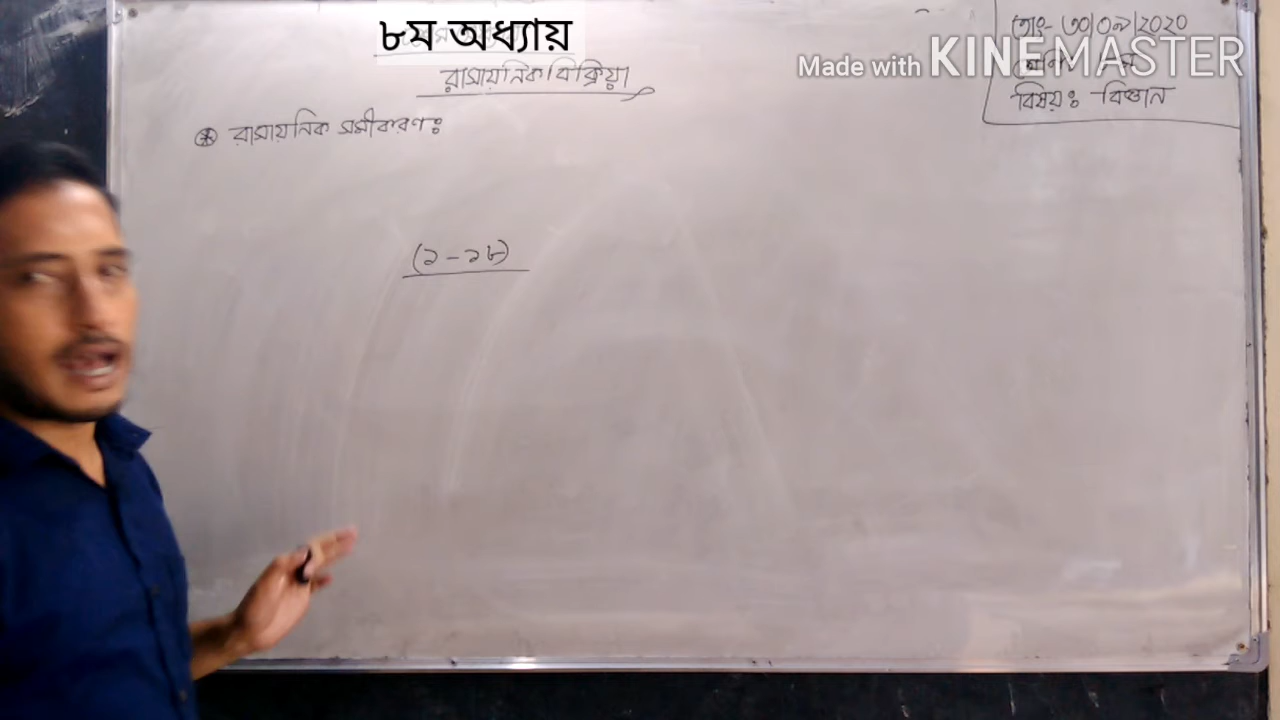 ৮ম অধ্যায়
রাসায়নিক বিক্রিয়া
তাং- ৩০|০৯|2020
Made with KINEMASTER
বিষয়ঃ বিজ্ঞান
রাসায়নিক সমীকরণঃ
(১-১৮)